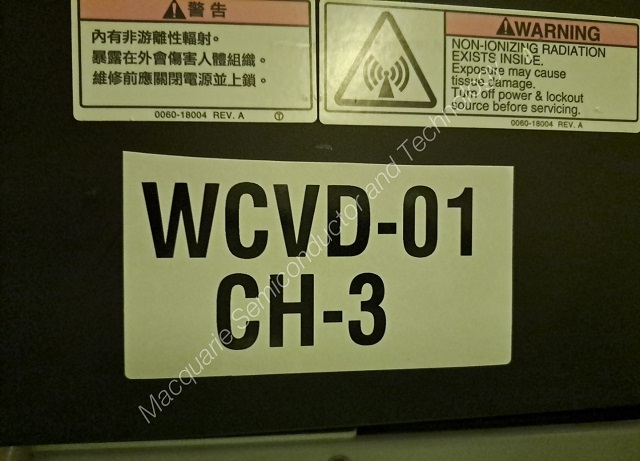 警告
內有非游離性輻射。
暴露在外會傷害人體組織。
維修前應關閉電源並上鎖。
0060-18004 REV. A
WARNING
NON-IONIZING RADIATION
EXISTS INSIDE.
Exposure may cause
tissue damage.
Turn off power & lockout
source before servicing.
0060-18004 REV. A
WCVD-01
CH-3
Macquarie Semiconductor and Technology